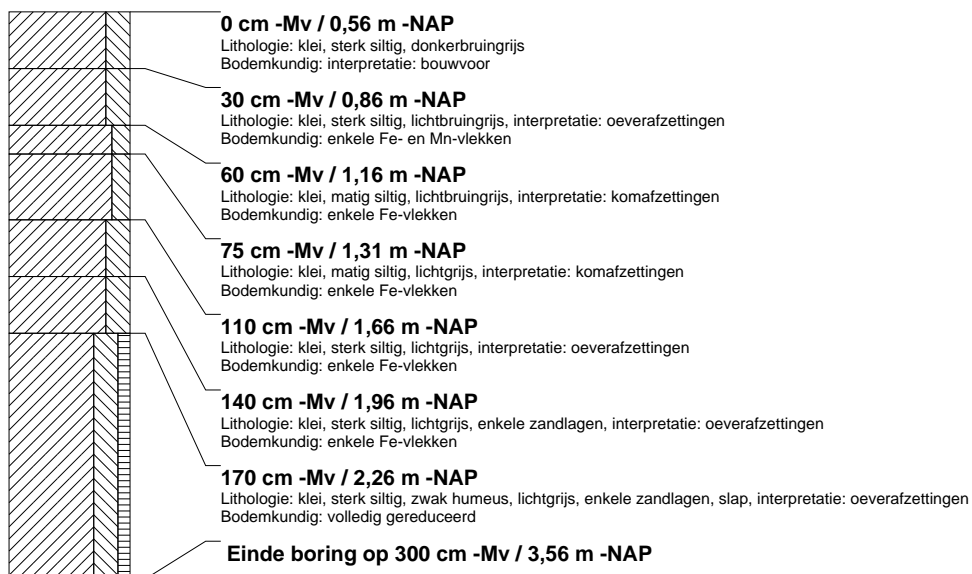 0 cm -Mv / 0,56 m -NAP
Lithologie: klei, sterk siltig, donkerbruingrijs
Bodemkundig: interpretatie: bouwvoor
30 cm -Mv / 0,86 m -NAP
Lithologie: klei, sterk siltig, lichtbruingrijs, interpretatie: oeverafzettingen
Bodemkundig: enkele Fe- en Mn-vlekken
60 cm -Mv / 1,16 m -NAP
Lithologie: klei, matig siltig, lichtbruingrijs, interpretatie: komafzettingen
Bodemkundig: enkele Fe-vlekken
75 cm -Mv / 1,31 m -NAP
Lithologie: klei, matig siltig, lichtgrijs, interpretatie: komafzettingen
Bodemkundig: enkele Fe-vlekken
110 cm -Mv / 1,66 m -NAP
Lithologie: klei, sterk siltig, lichtgrijs, interpretatie: oeverafzettingen
Bodemkundig: enkele Fe-vlekken
140 cm -Mv / 1,96 m -NAP
Lithologie: klei, sterk siltig, lichtgrijs, enkele zandlagen, interpretatie: oeverafzettingen
Bodemkundig: enkele Fe-vlekken
170 cm -Mv / 2,26 m -NAP
Lithologie: klei, sterk siltig, zwak humeus, lichtgrijs, enkele zandlagen, slap, interpretatie: oeverafzettingen
Bodemkundig: volledig gereduceerd
Einde boring op 300 cm -Mv / 3,56 m -NAP